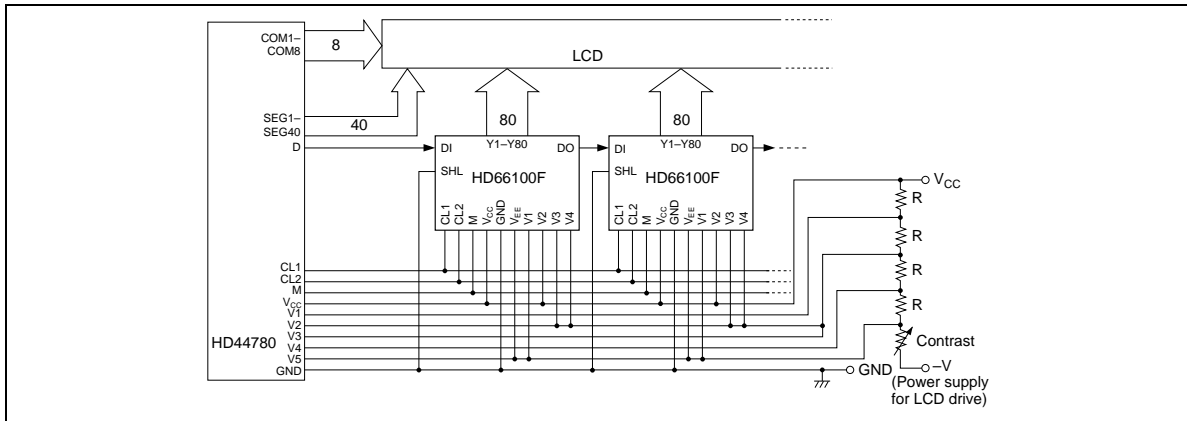 COM1–
COM8
8
LCD
SEG1–
SEG40
40
80
80
D
DI
Y1–Y80
DO
SHL
HD66100F
CL1
CL2
M
VCC
GND
VEE
V1
V2
V3
V4
DI
Y1–Y80
DO
SHL
HD66100F
CL1
CL2
M
VCC
GND
VEE
V1
V2
V3
V4
VCC
R
R
R
R
Contrast
–V
(Power supply
for LCD drive)
CL1
CL2
M
VCC
V1
V2
V3
V4
V5
GND
HD44780
GND